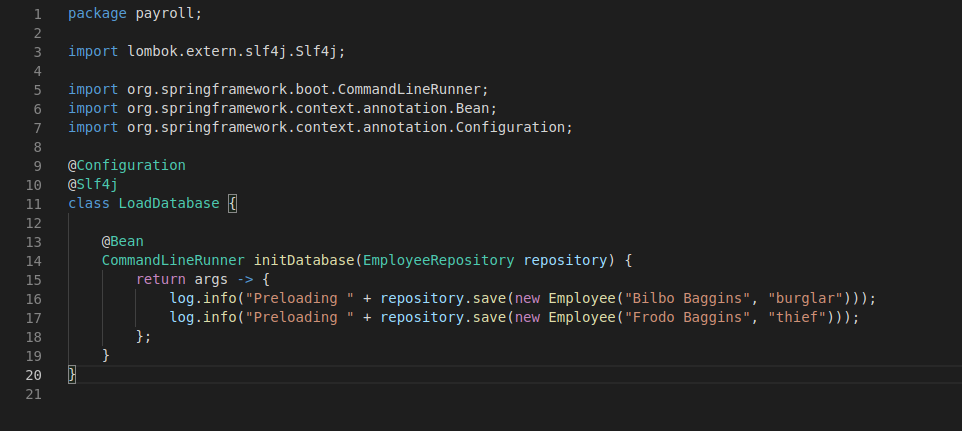 1 package payroll;
2
3 import lombok.extern.slf4j.Slf4j;
4
5 import org.springframework.boot.CommandLineRunner;
6 import org.springframework.context.annotation.Bean;
7 import org.springframework.context.annotation.Configuration;
8
9 @Configuration
10 @Slf4j
11 class LoadDatabase {
12
13     @Bean
14     CommandLineRunner initDatabase(EmployeeRepository repository) {
15         return args -> {
16             log.info("Preloading " + repository.save(new Employee("Bilbo Baggins", "burglar")));
17             log.info("Preloading " + repository.save(new Employee("Frodo Baggins", "thief")));
18         };
19     }
20 }
21